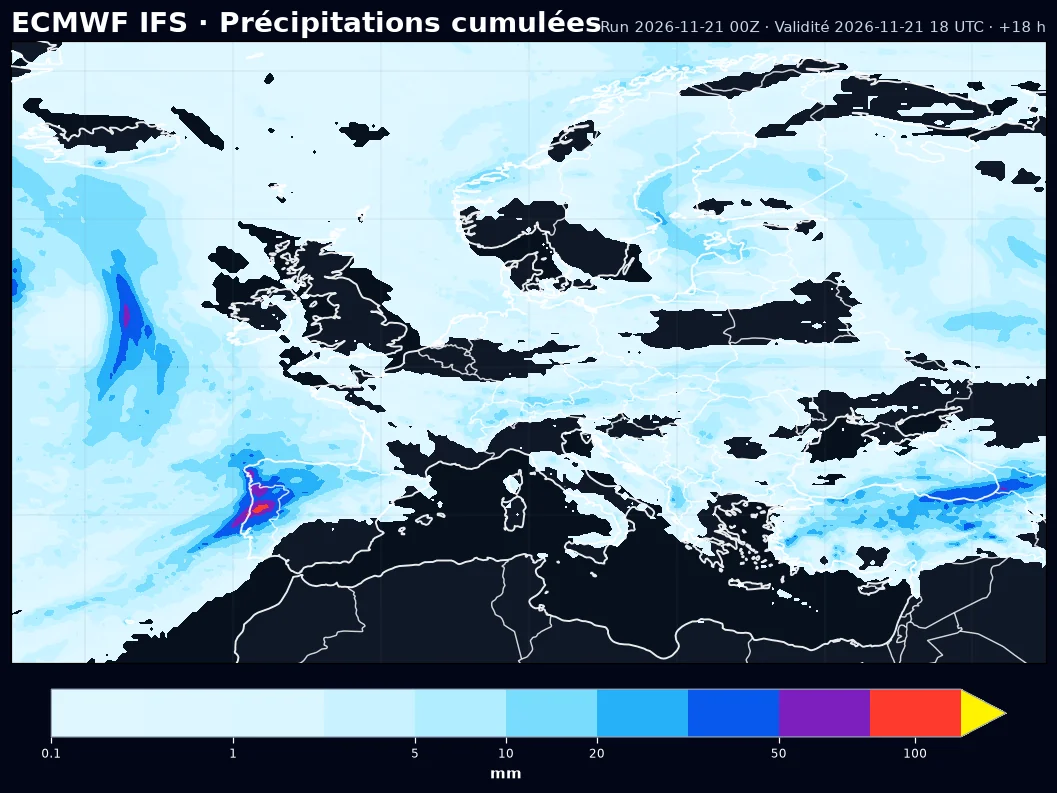 ECMWF IFS · Précipitations cumulées
Run 2026-11-21 00Z · Validité 2026-11-21 18 UTC · +18 h
0.1 1 5 10 20 50 100
mm